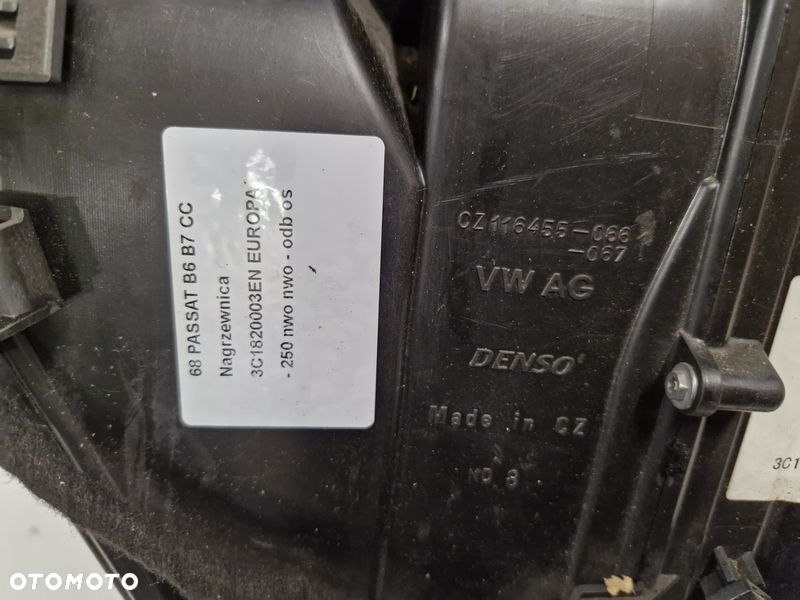 68 PASSAT B6 B7 CC
Nagrzewnica
3C1820003EN EUROPA
- 250 nwo nwo - odb os
CZ116455-066
-067
VW AG
DENSO
Made in CZ
3C1
OTOMOTO